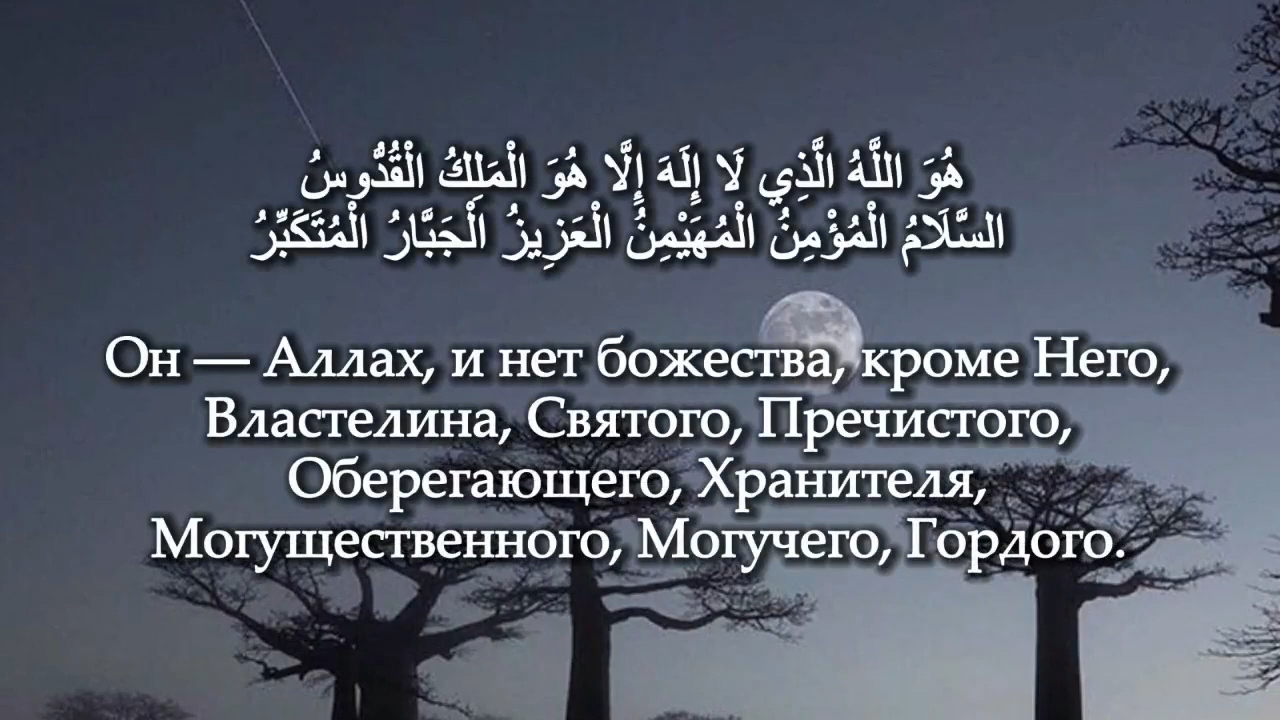 هُوَ اللَّهُ الَّذِي لَا إِلَهَ إِلَّا هُوَ الْمَلِكُ الْقُدُّوسُ
السَّلَامُ الْمُؤْمِنُ الْمُهَيْمِنُ الْعَزِيزُ الْجَبَّارُ الْمُتَكَبِّرُ
Он — Аллах, и нет божества, кроме Него,
Властелина, Святого, Пречистого,
Оберегающего, Хранителя,
Могущественного, Могучего, Гордого.